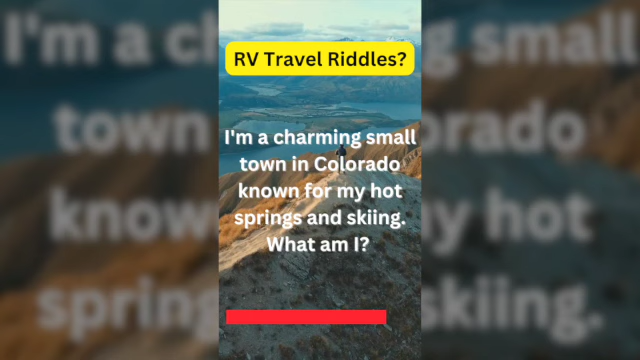 RV Travel Riddles?
I'm a charming small
town in Colorado
known for my hot
springs and skiing.
What am I?